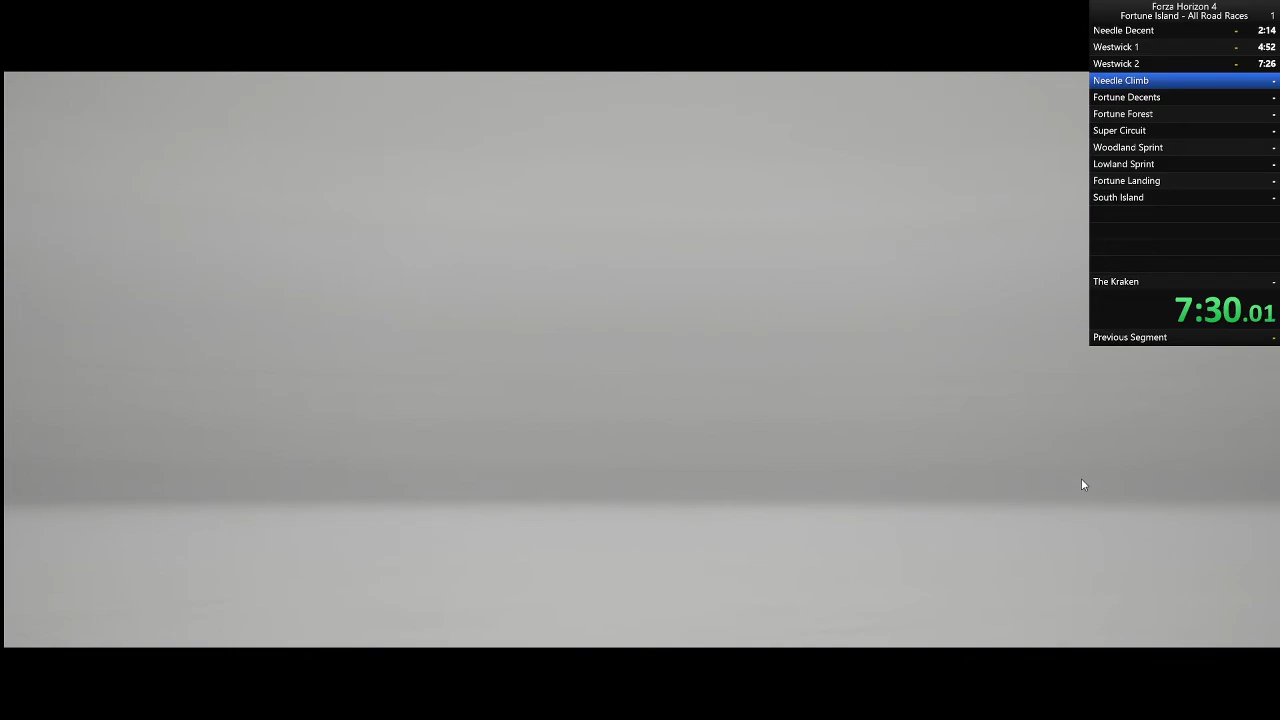 Forza Horizon 4
Fortune Island - All Road Races 1
Needle Decent - 2:14
Westwick 1 - 4:52
Westwick 2 - 7:26
Needle Climb -
Fortune Decents -
Fortune Forest -
Super Circuit -
Woodland Sprint -
Lowland Sprint -
Fortune Landing -
South Island -
The Kraken -
7:30.01
Previous Segment -